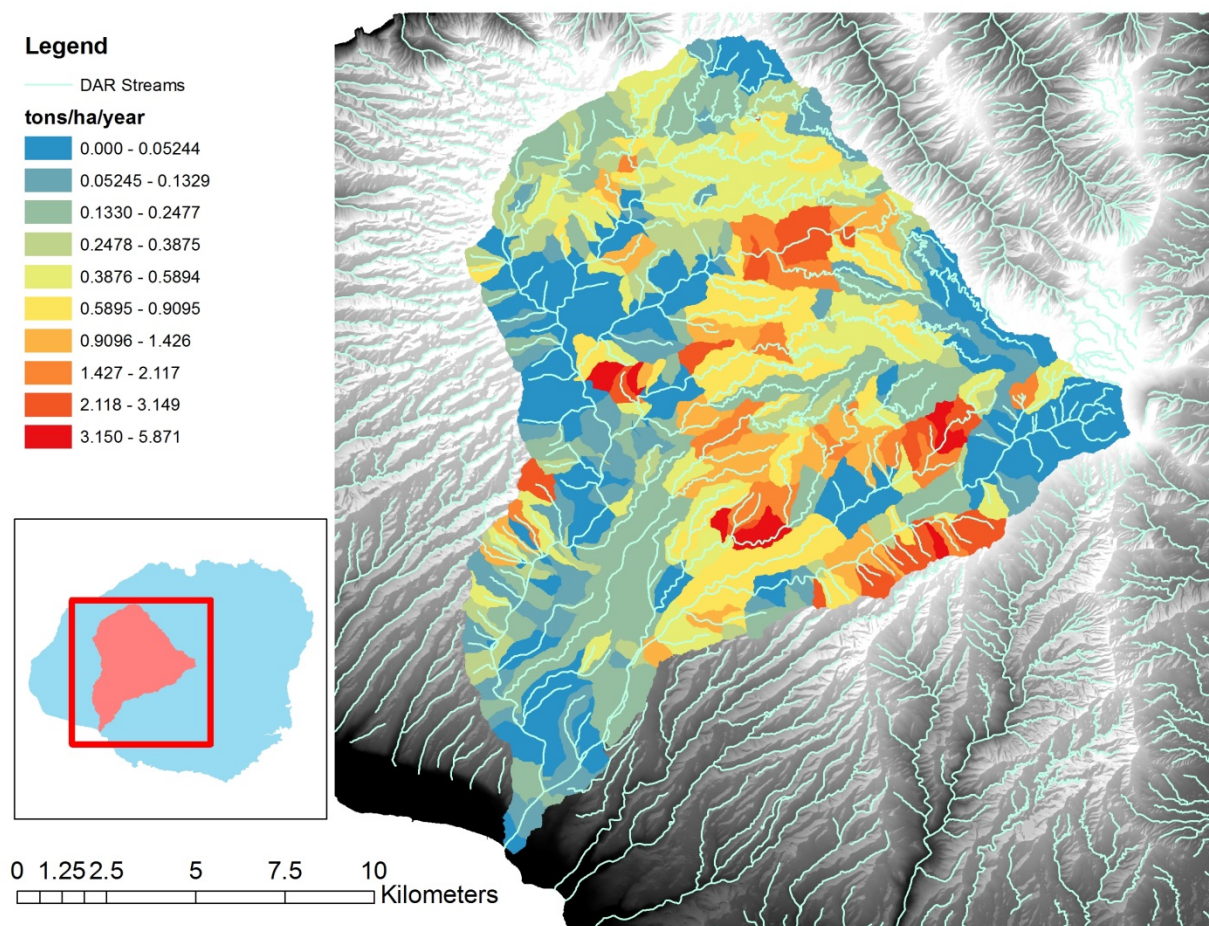 Legend
DAR Streams
tons/ha/year
0.000 - 0.05244
0.05245 - 0.1329
0.1330 - 0.2477
0.2478 - 0.3875
0.3876 - 0.5894
0.5895 - 0.9095
0.9096 - 1.426
1.427 - 2.117
2.118 - 3.149
3.150 - 5.871
0 1.25 2.5 5 7.5 10
Kilometers